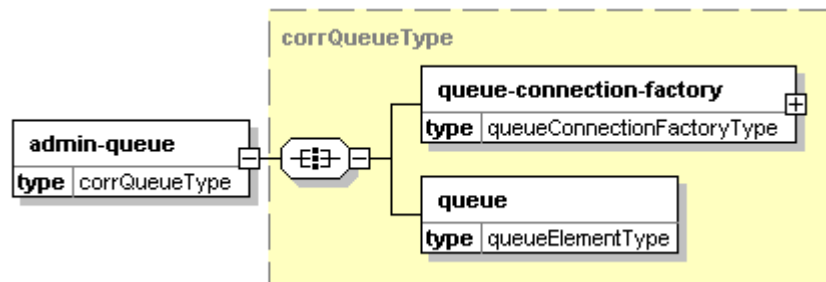 corrQueueType
queue-connection-factory
type queueConnectionFactoryType
admin-queue
type corrQueueType
queue
type queueElementType